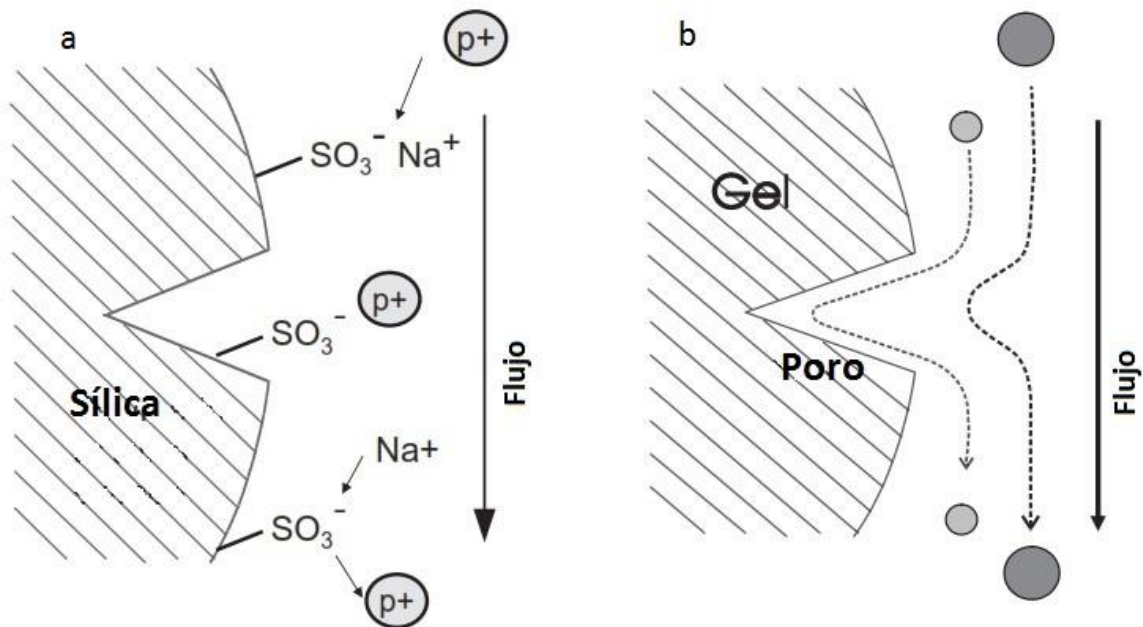 a
p+
SO₃⁻ Na⁺
SO₃⁻ p+
Sílica
Na+
SO₃⁻
p+
Flujo
b
Gel
Poro
Flujo